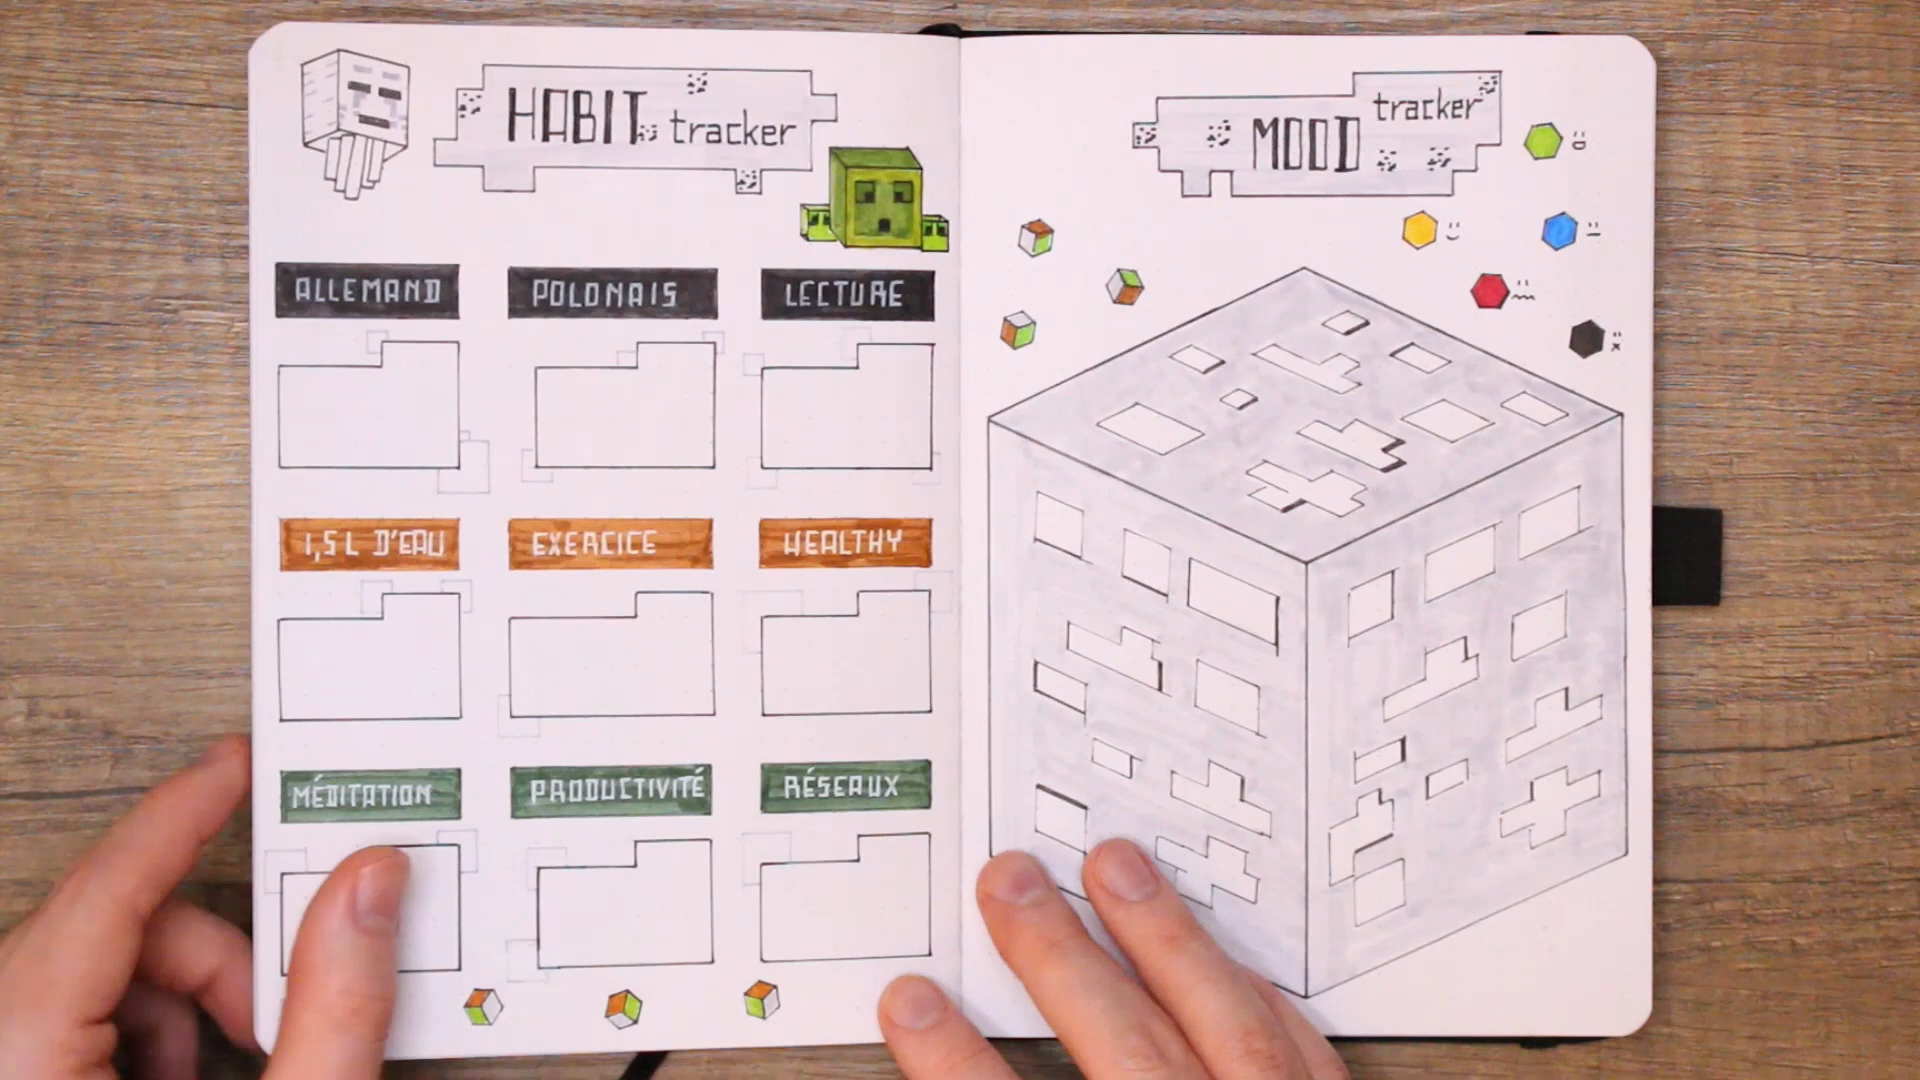 HABIT tracker
MOOD tracker
ALLEMAND
POLONAIS
LECTURE
1,5 L D'EAU
EXERCICE
HEALTHY
MÉDITATION
PRODUCTIVITÉ
RÉSEAUX